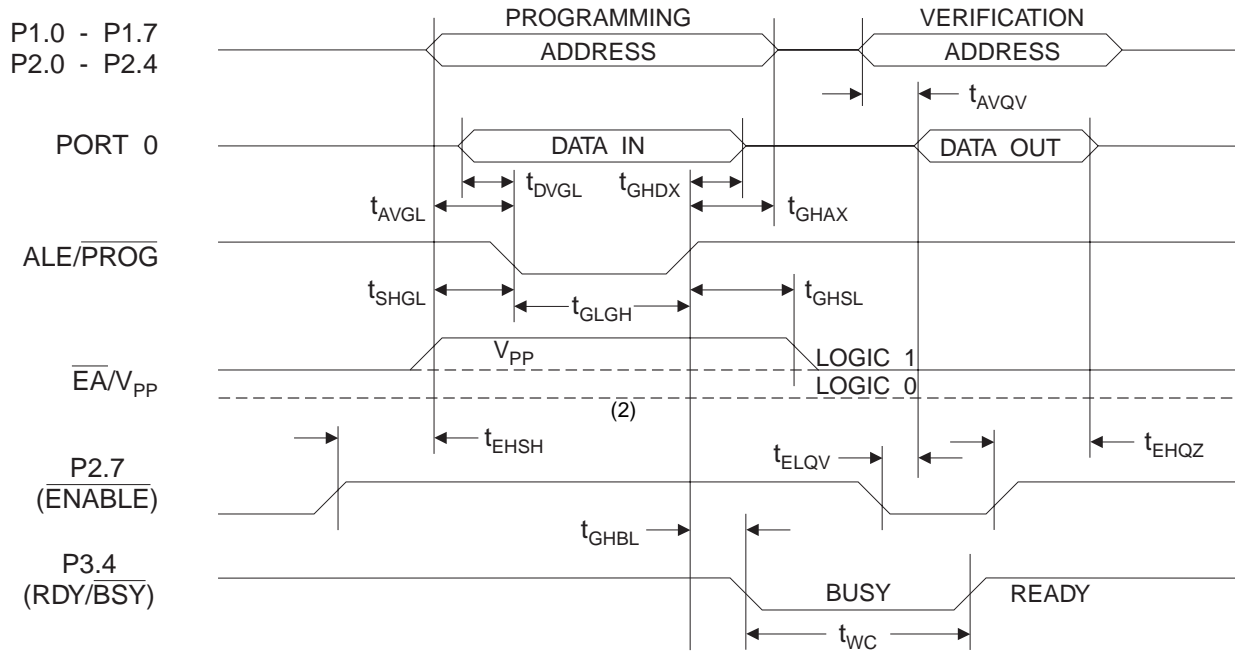 PROGRAMMING
VERIFICATION
P1.0 - P1.7
P2.0 - P2.4
ADDRESS
ADDRESS
tAVQV
PORT 0
DATA IN
DATA OUT
tDVGL
tGHDX
tAVGL
tGHAX
ALE/PROG
tSHGL
tGLGH
tGHSL
VPP
LOGIC 1
EA/VPP
LOGIC 0
(2)
tEHSH
tELQV
tEHQZ
P2.7
(ENABLE)
tGHBL
P3.4
(RDY/BSY)
BUSY
READY
tWC